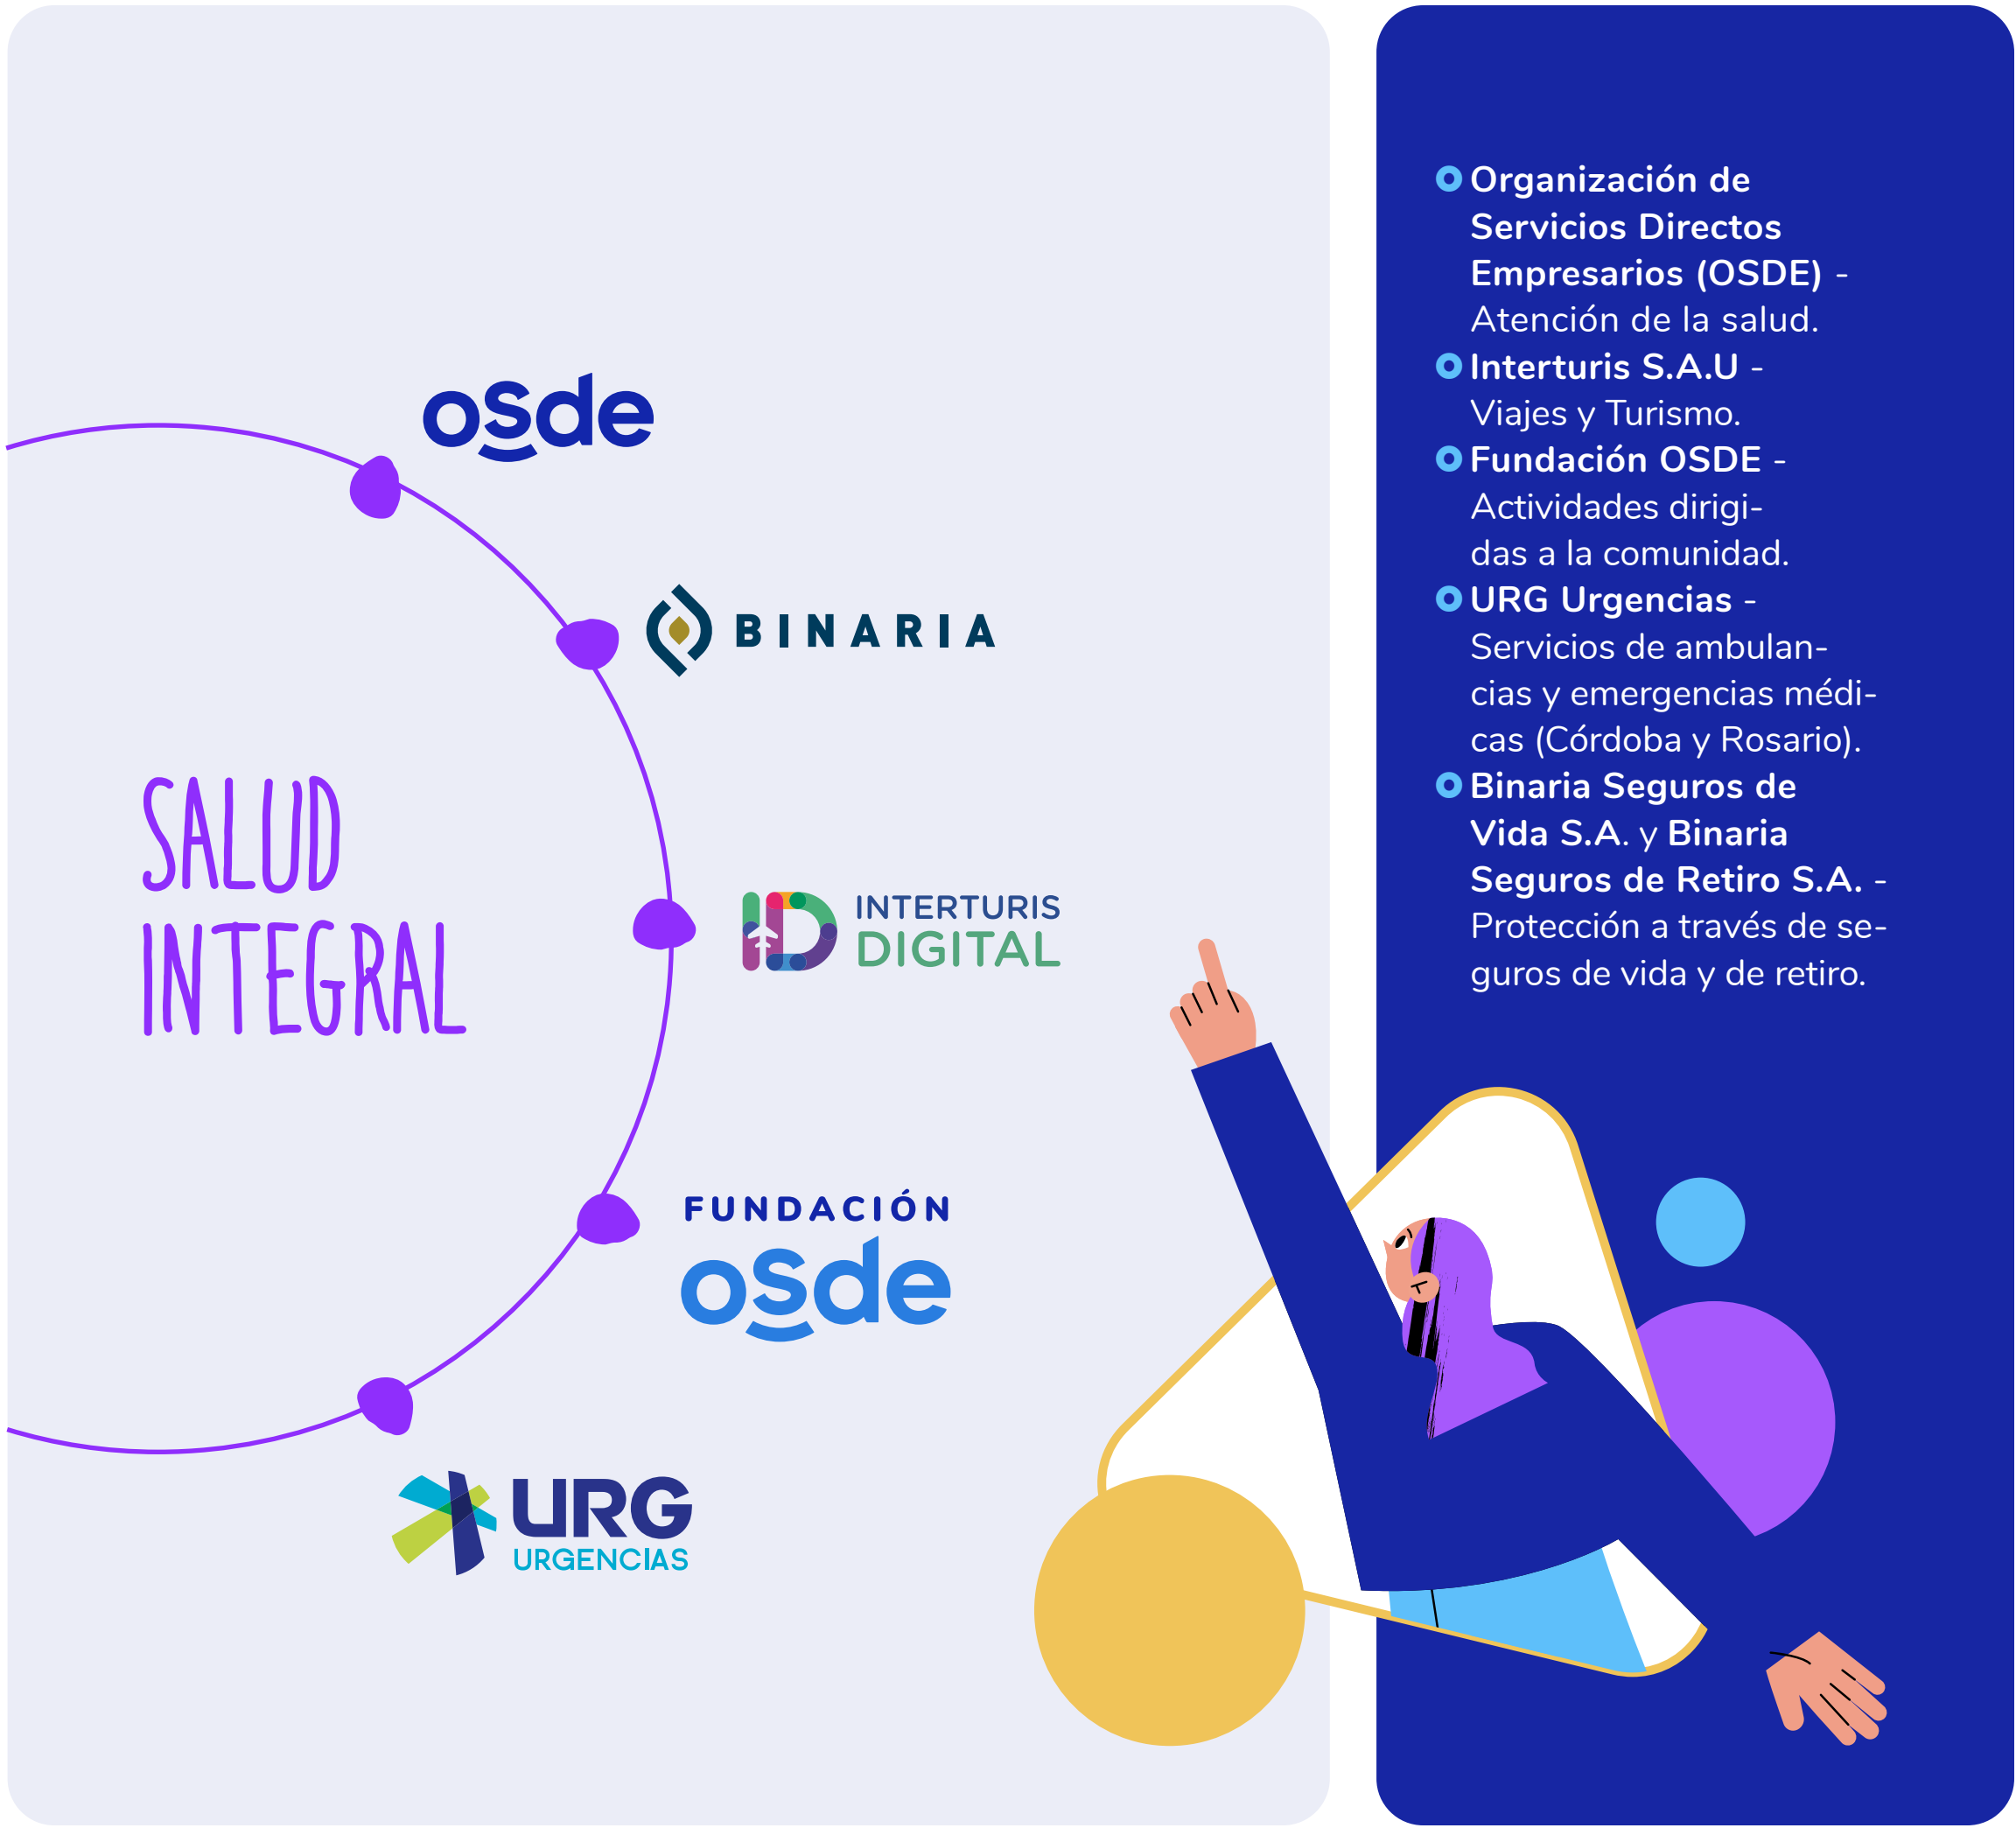 osde
BINARIA
SALUD
INTEGRAL
INTERTURIS
DIGITAL
FUNDACIÓN
osde
URG
URGENCIAS
Organización de
Servicios Directos
Empresarios (OSDE) -
Atención de la salud.
Interturis S.A.U -
Viajes y Turismo.
Fundación OSDE -
Actividades dirigi-
das a la comunidad.
URG Urgencias -
Servicios de ambulan-
cias y emergencias médi-
cas (Córdoba y Rosario).
Binaria Seguros de
Vida S.A. y Binaria
Seguros de Retiro S.A. -
Protección a través de se-
guros de vida y de retiro.